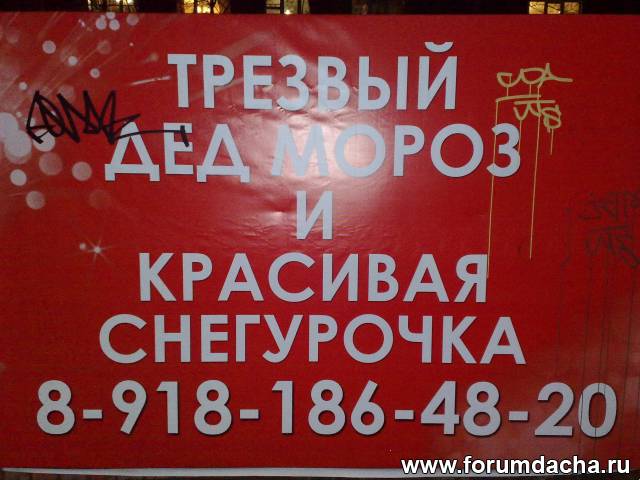 ТРЕЗВЫЙ
ДЕД МОРОЗ
И
КРАСИВАЯ
СНЕГУРОЧКА
8-918-186-48-20
www.forumdacha.ru